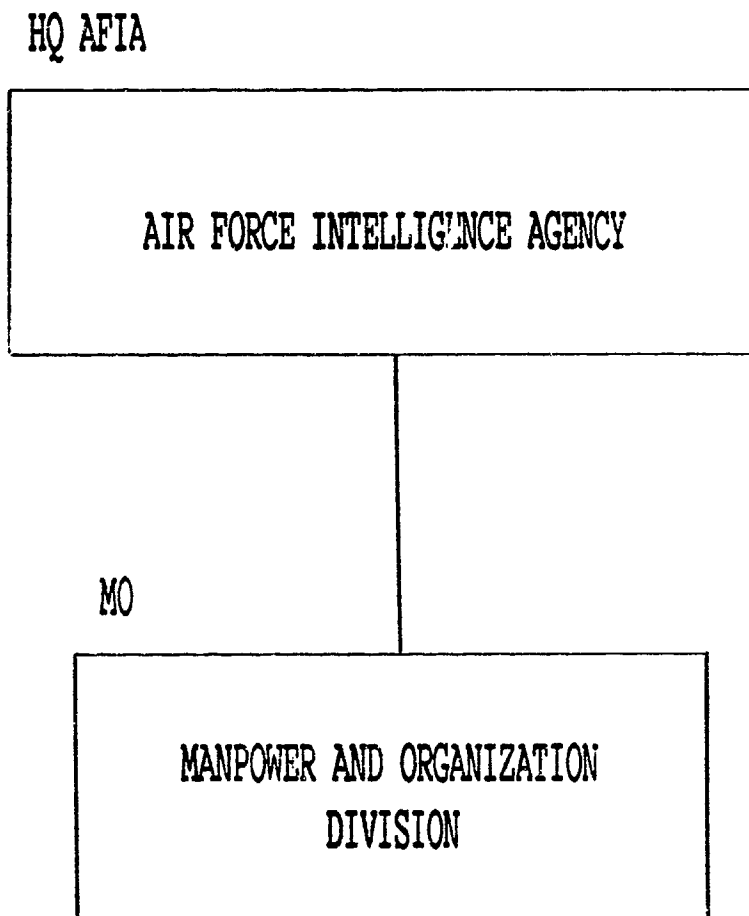 HQ AFIA
AIR FORCE INTELLIGENCE AGENCY
MO
MANPOWER AND ORGANIZATION
DIVISION